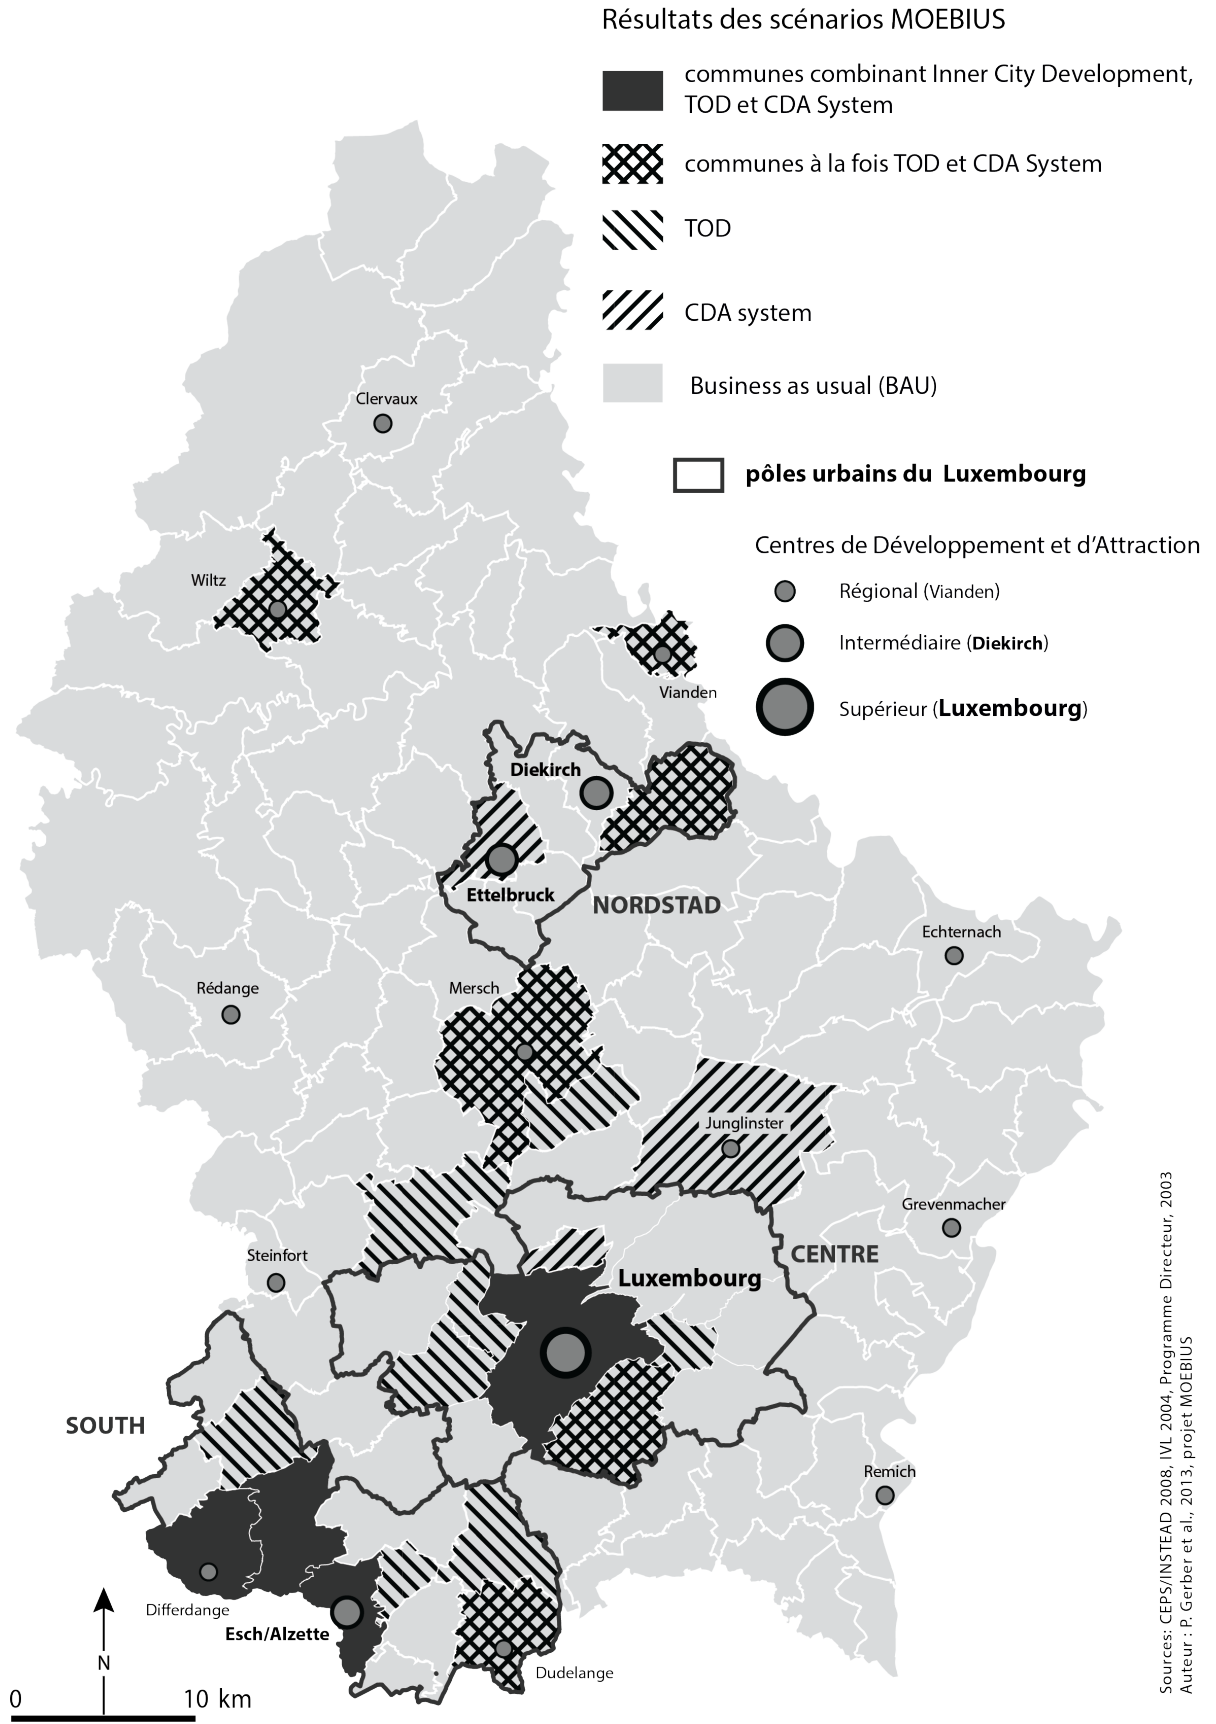 Résultats des scénarios MOEBIUS
communes combinant Inner City Development,
TOD et CDA System
communes à la fois TOD et CDA System
TOD
CDA system
Business as usual (BAU)
pôles urbains du Luxembourg
Centres de Développement et d'Attraction
Régional (Vianden)
Intermédiaire (Diekirch)
Supérieur (Luxembourg)
Clervaux
Wiltz
Vianden
Diekirch
Ettelbruck
NORDSTAD
Echternach
Rédange
Mersch
Junglinster
Grevenmacher
Steinfort
CENTRE
Luxembourg
SOUTH
Remich
Differdange
Esch/Alzette
Dudelange
N
0 10 km
Sources: CEPS/INSTEAD 2008, IVL 2004, Programme Directeur, 2003
Auteur : P. Gerber et al., 2013, projet MOEBIUS